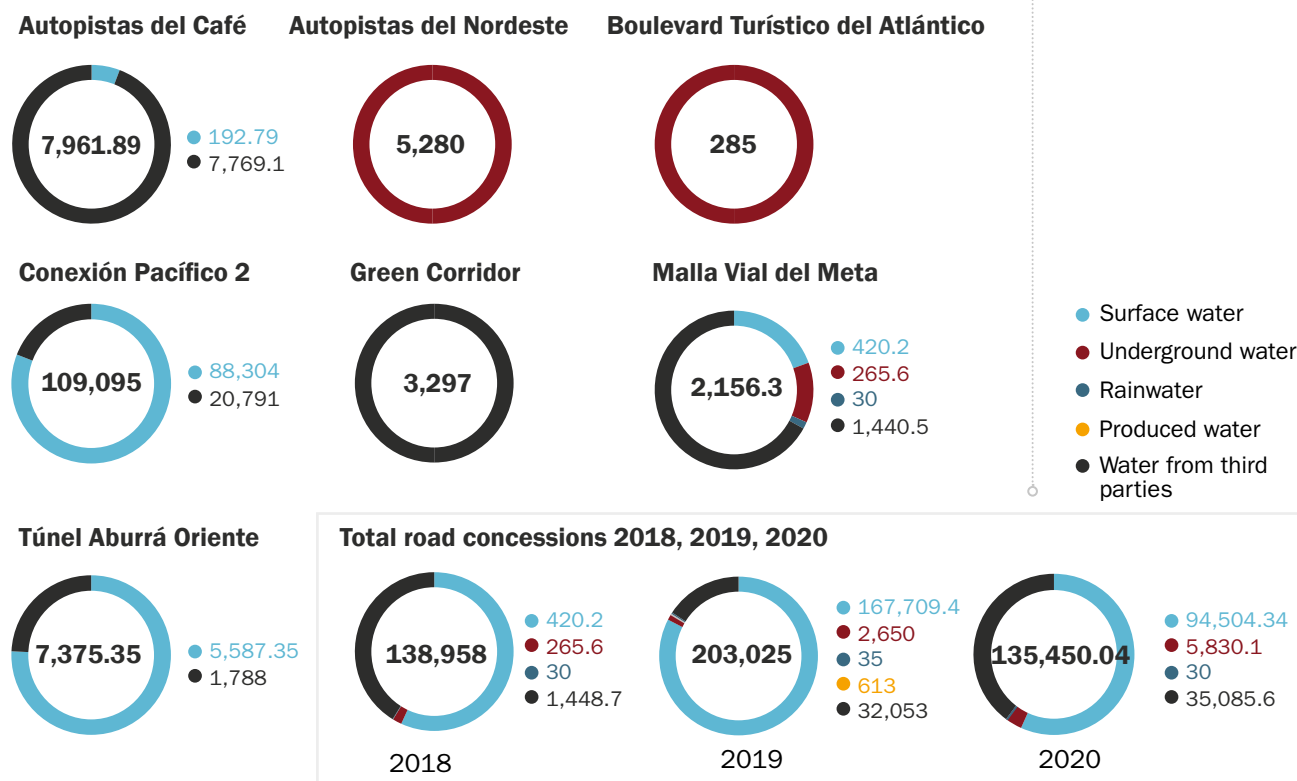 Autopistas del Café
7,961.89
192.79
7,769.1
Autopistas del Nordeste
5,280
Boulevard Turístico del Atlántico
285
Conexión Pacífico 2
109,095
88,304
20,791
Green Corridor
3,297
Malla Vial del Meta
2,156.3
420.2
265.6
30
1,440.5
Surface water
Underground water
Rainwater
Produced water
Water from third
parties
Túnel Aburrá Oriente
7,375.35
5,587.35
1,788
Total road concessions 2018, 2019, 2020
138,958
420.2
265.6
30
1,448.7
2018
203,025
167,709.4
2,650
35
613
32,053
2019
135,450.04
94,504.34
5,830.1
30
35,085.6
2020